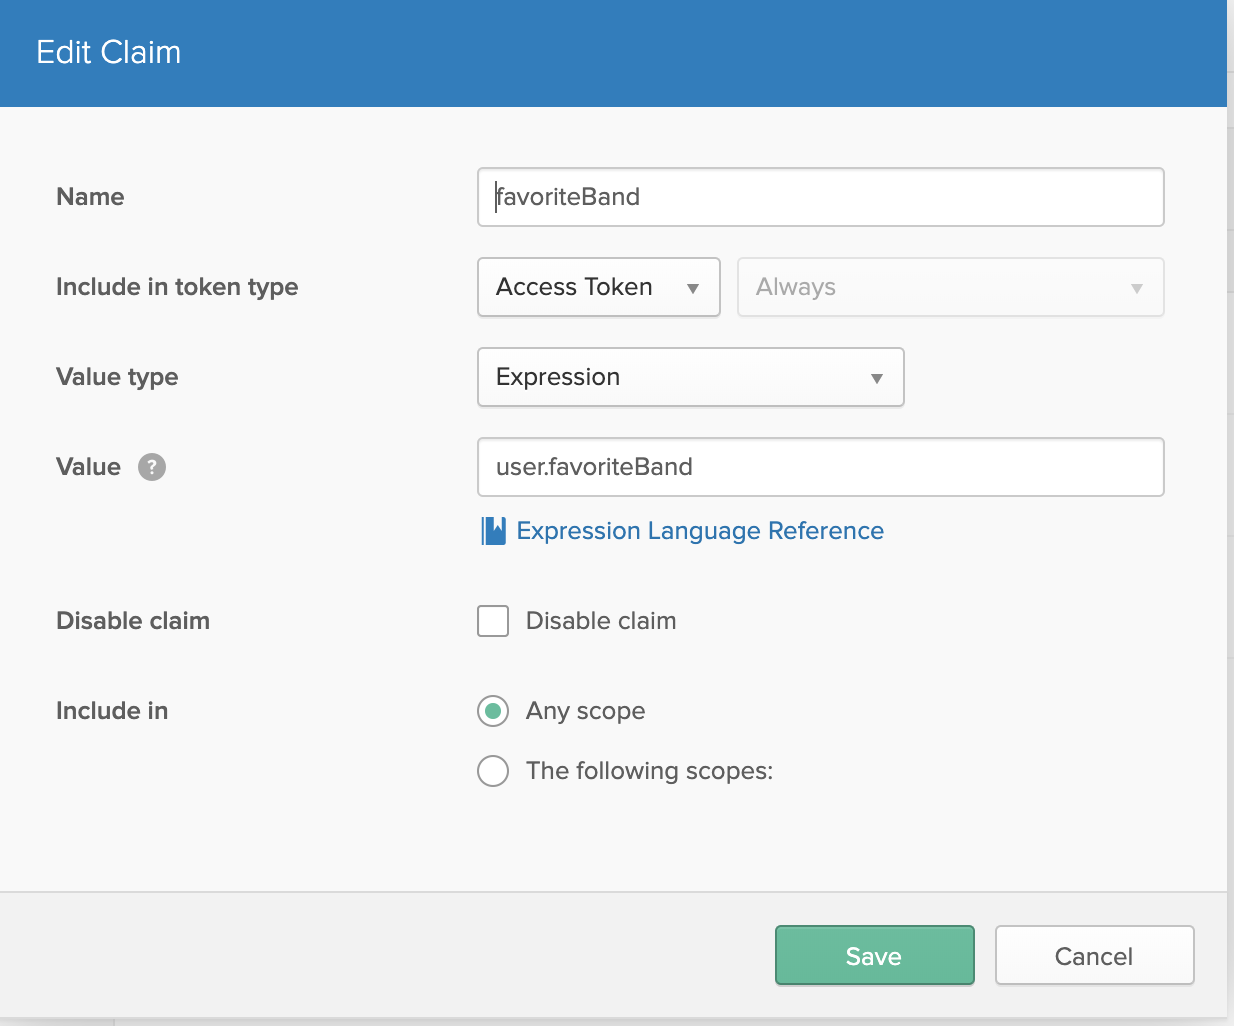 Edit Claim
Name favoriteBand
Include in token type Access Token Always
Value type Expression
Value ? user.favoriteBand
Expression Language Reference
Disable claim Disable claim
Include in Any scope
The following scopes:
Save Cancel